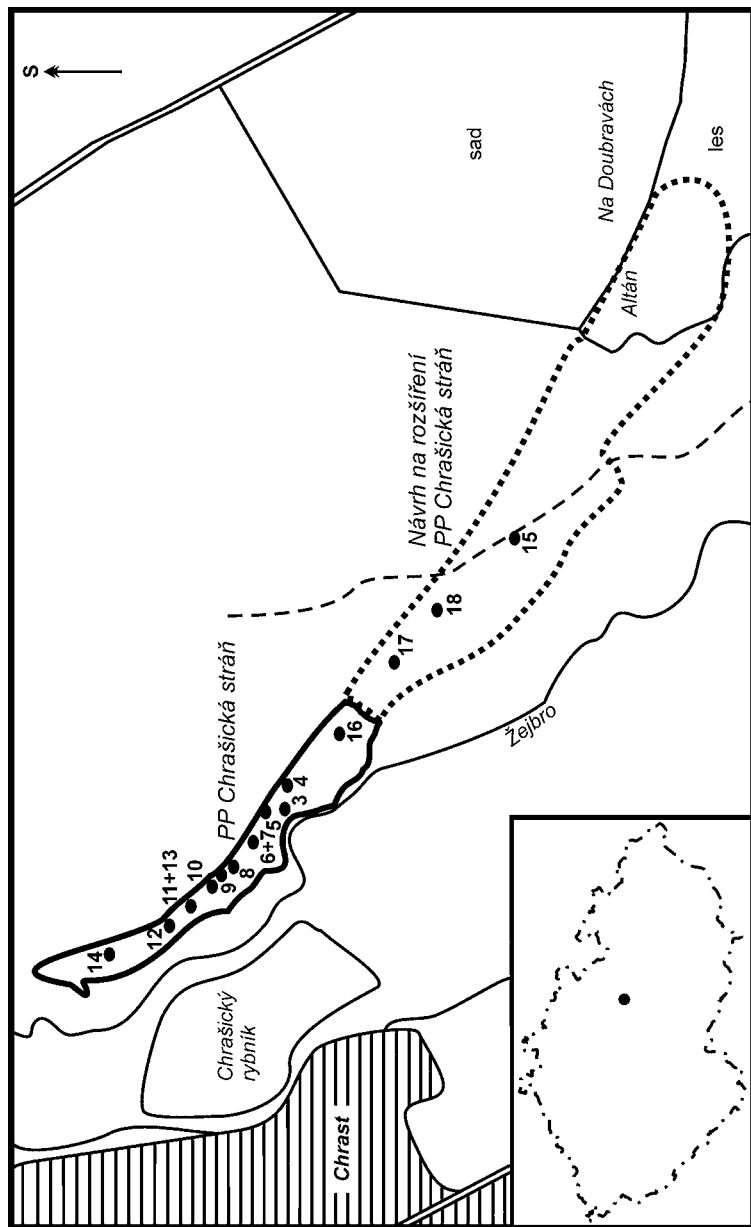 S
sad
les
Na Doubravách
Altán
Návrh na rozšíření
PP Chrašická stráň
15
18
17
PP Chrašická stráň
16
4
3
5
6+7
8
9
10
11+13
12
14
Žejbro
Chrašický
rybník
Chrast